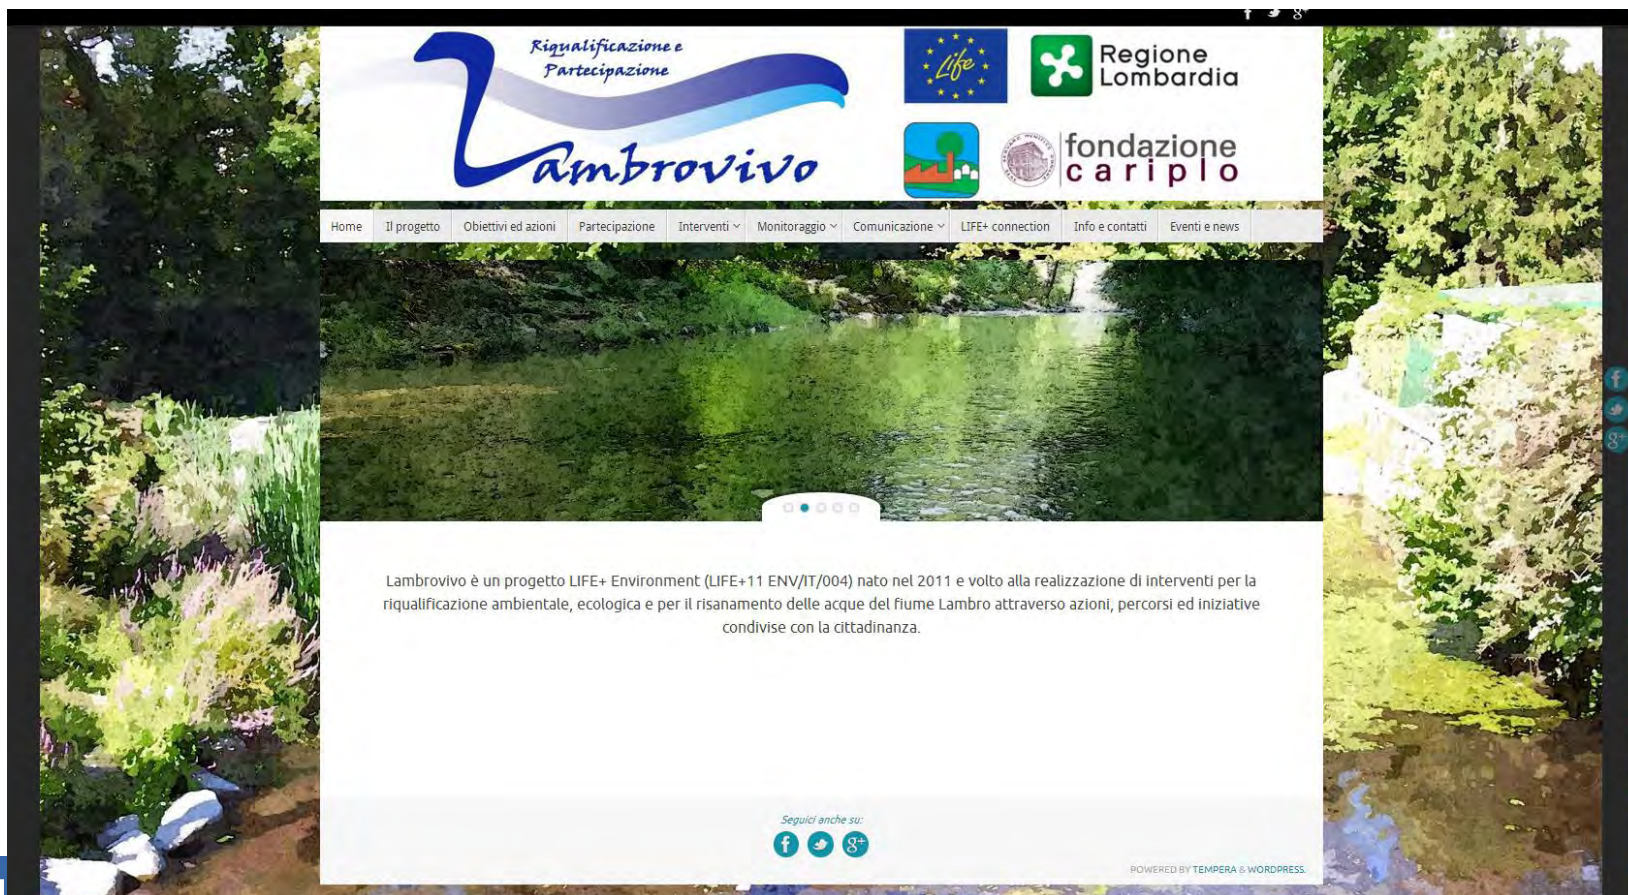 Riqualificazione e
Partecipazione
Lambrovivo
Life
Regione
Lombardia
fondazione
cariplo
Home Il progetto Obiettivi ed azioni Partecipazione Interventi Monitoraggio Comunicazione LIFE+ connection Info e contatti Eventi e news
Lambrovivo è un progetto LIFE+ Environment (LIFE+11 ENV/IT/004) nato nel 2011 e volto alla realizzazione di interventi per la
riqualificazione ambientale, ecologica e per il risanamento delle acque del fiume Lambro attraverso azioni, percorsi ed iniziative
condivise con la cittadinanza.
Seguici anche su:
POWERED BY TEMPERA & WORDPRESS.